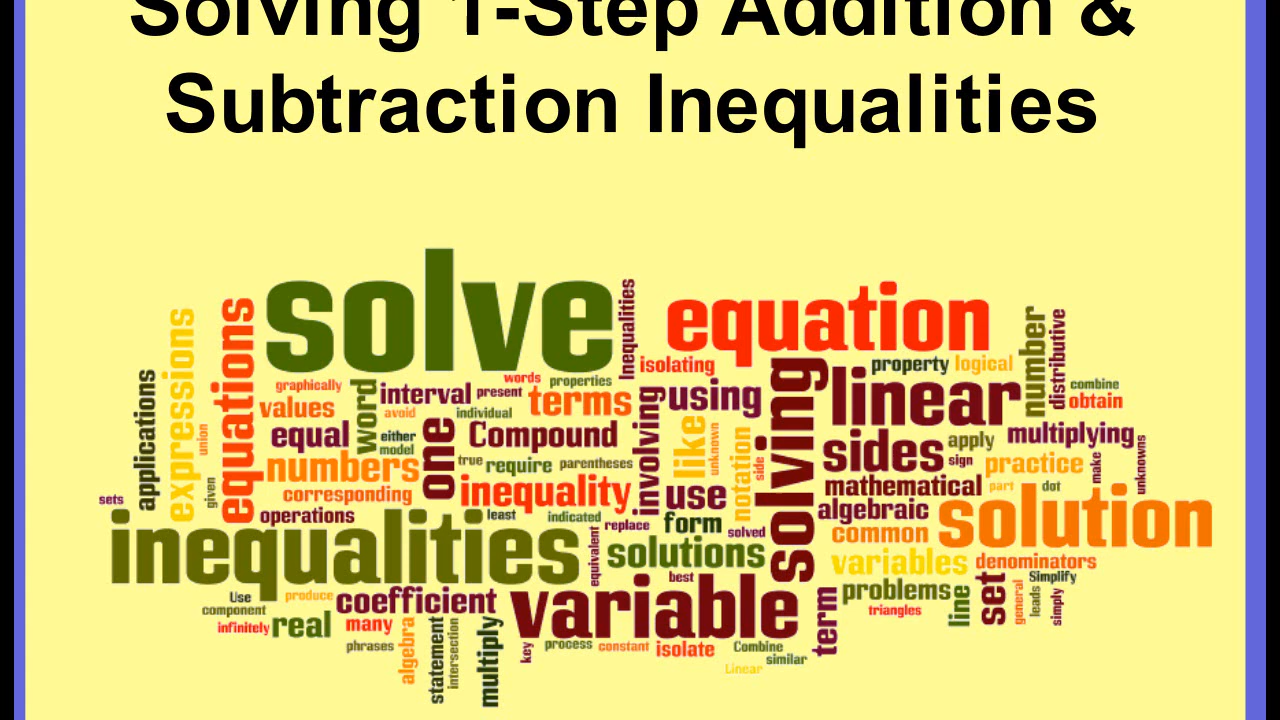 Solving 1-Step Addition &
Subtraction Inequalities
solve
equation
Inequalities
isolating
property
logical
number
distributive
combine
obtain
applications
expressions
union
given
equations
graphically
values
word
interval
avoid
present
words
properties
terms
individual
equal
either
model
one
Compound
true
require
parentheses
numbers
corresponding
inequality
operations
least
indicated
replace
involving
using
like
unknown
notation
side
use
form
solved
solving
linear
sides
apply
sign
multiplying
practice
make
unknowns
mathematical
part
dot
algebraic
common
solution
sets
inequalities
equivalent
solutions
best
variables
denominators
Use
component
produce
infinitely
real
coefficient
many
phrases
algebra
statement
intersection
multiply
variable
key
process
constant
isolate
Combine
similar
Linear
term
problems
triangles
line
set
general
leads
Simplify
simply